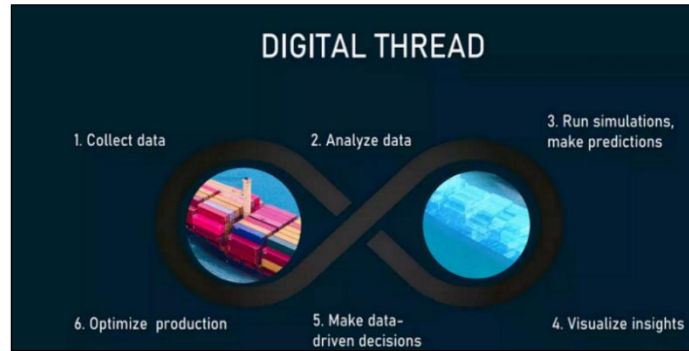 DIGITAL THREAD
1. Collect data
2. Analyze data
3. Run simulations,
make predictions
6. Optimize production
5. Make data-
driven decisions
4. Visualize insights